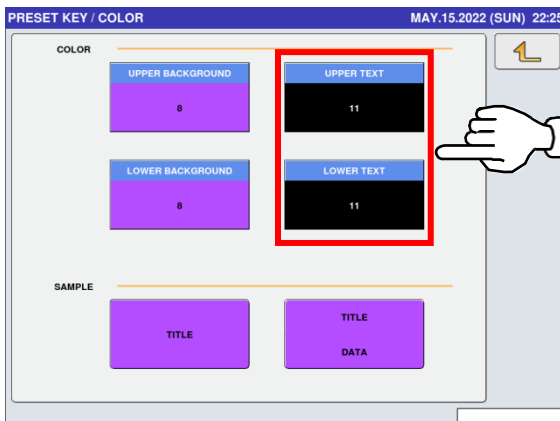 PRESET KEY / COLOR MAY.15.2022 (SUN) 22:25
COLOR
UPPER BACKGROUND UPPER TEXT
8 11
LOWER BACKGROUND LOWER TEXT
8 11
SAMPLE
TITLE
TITLE
DATA